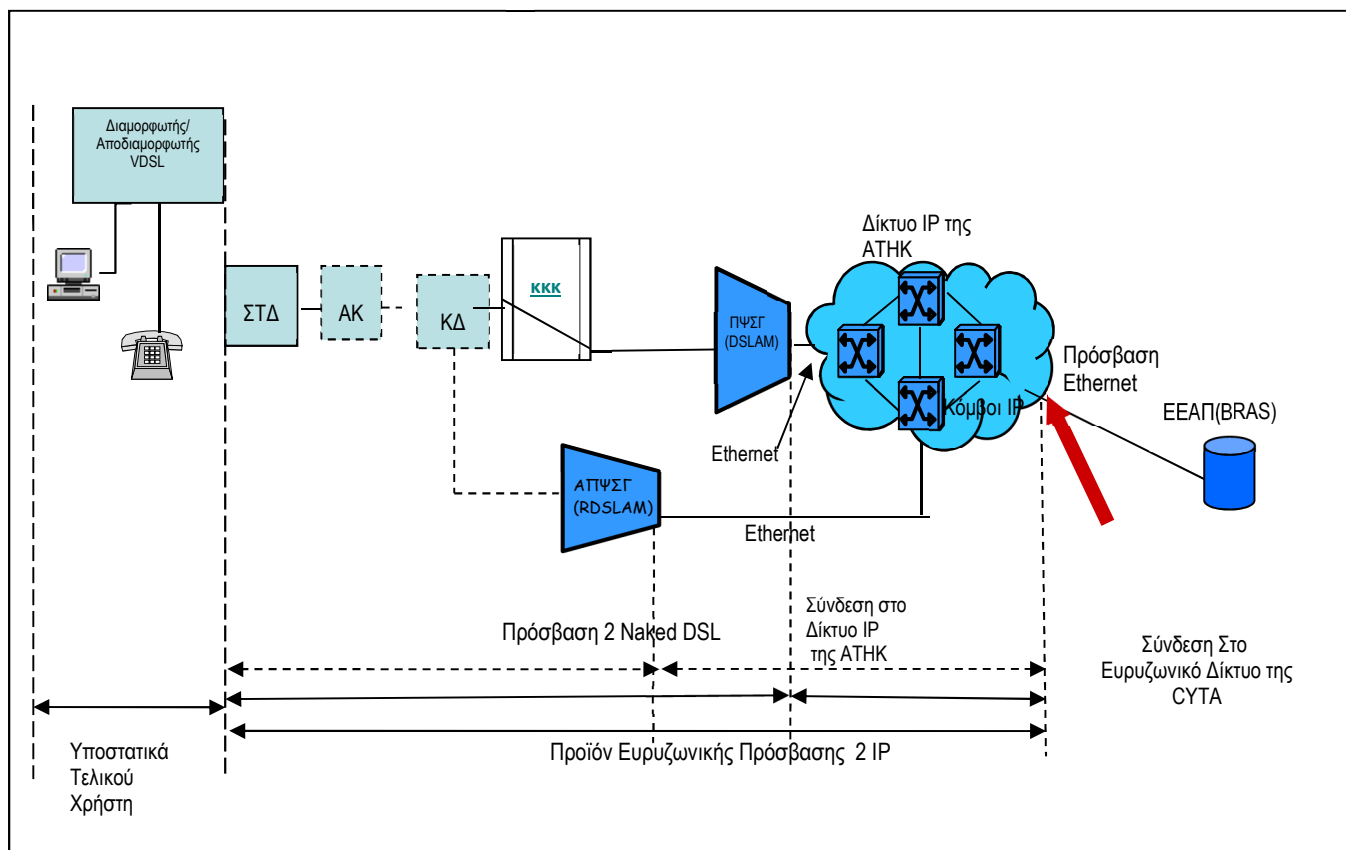 Διαμορφωτής/
Αποδιαμορφωτής
VDSL
Δίκτυο IP της
ΑΤΗΚ
ΣΤΔ
ΑΚ
ΚΔ
κκκ
ΠΨΣΓ
(DSLAM)
Κόμβοι IP
Πρόσβαση
Ethernet
ΕΕΑΠ(BRAS)
Ethernet
ΑΠΨΣΓ
(RDSLAM)
Ethernet
Πρόσβαση 2 Naked DSL
Σύνδεση στο
Δίκτυο IP
της ΑΤΗΚ
Σύνδεση Στο
Ευρυζωνικό Δίκτυο της
CYTA
Υποστατικά
Τελικού
Χρήστη
Προϊόν Ευρυζωνικής Πρόσβασης 2 IP